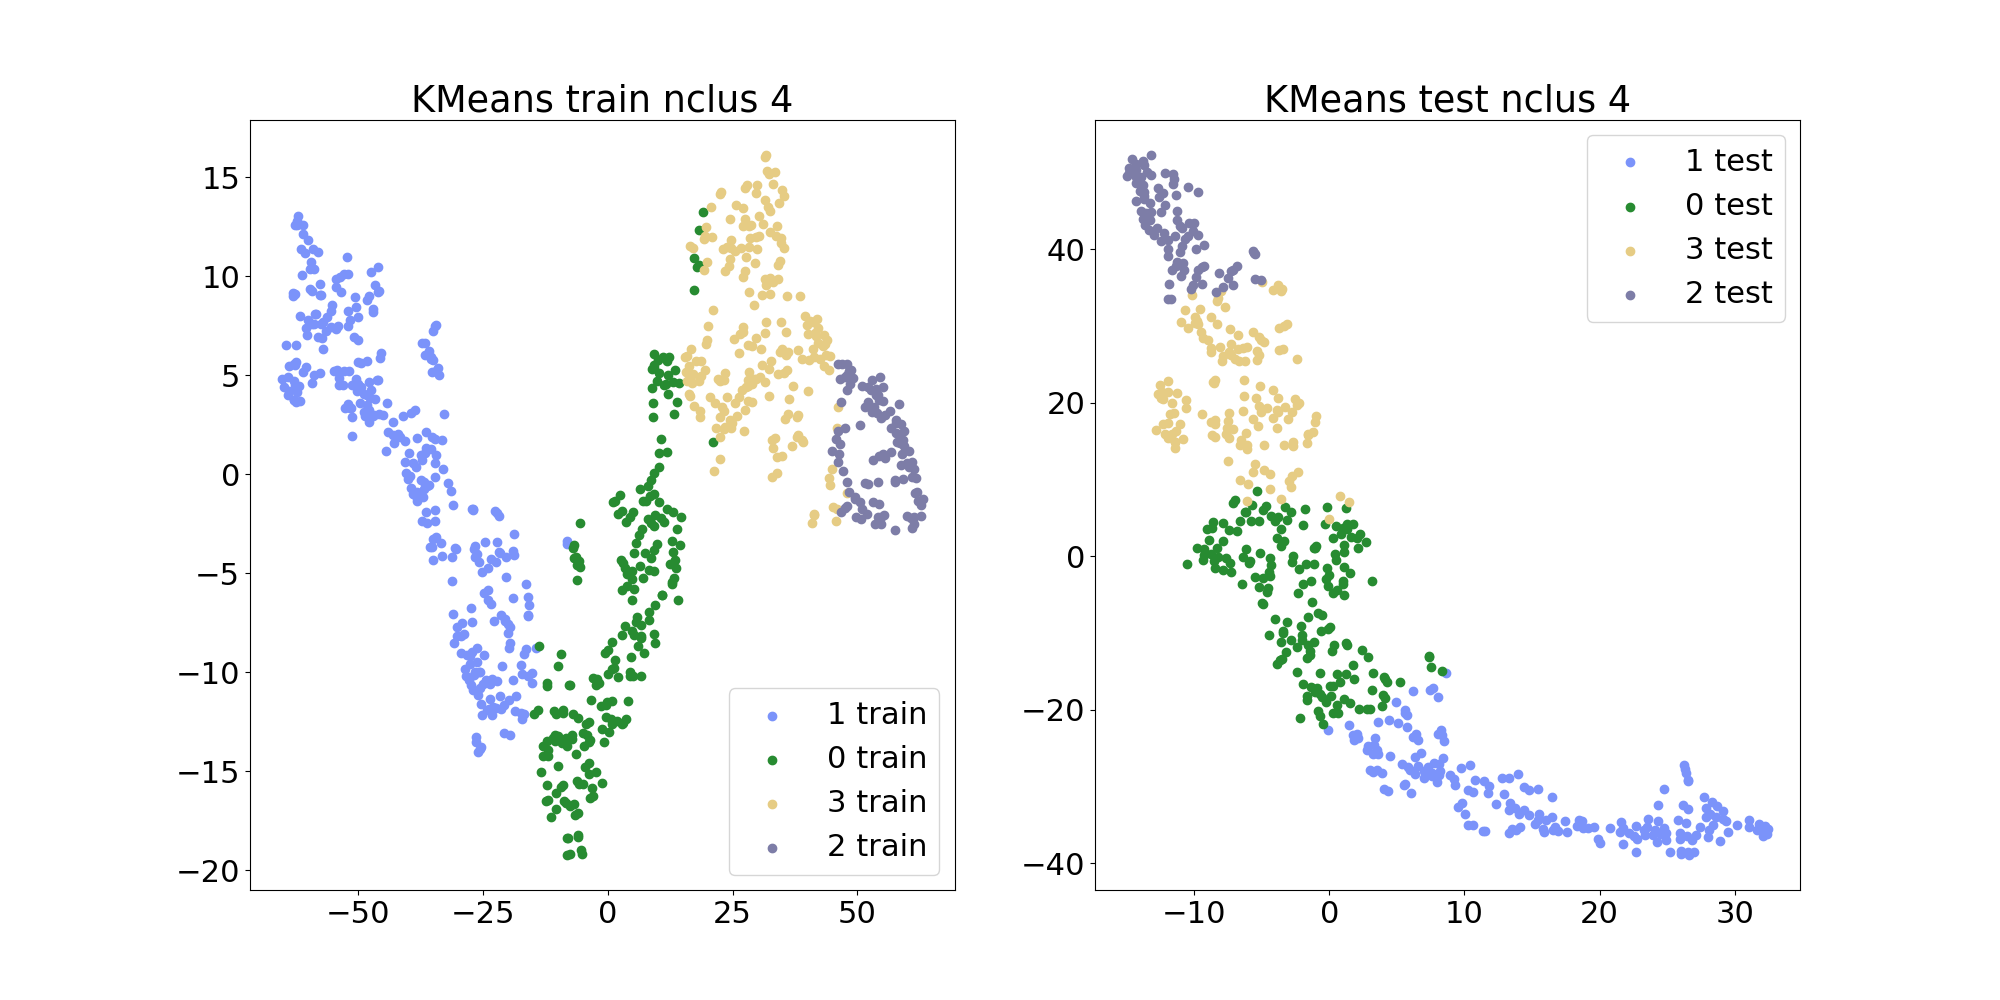 KMeans train nclus 4
15
10
5
0
−5
−10
−15
−20
−50
−25
0
25
50
1 train
0 train
3 train
2 train
KMeans test nclus 4
40
20
0
−20
−40
−10
0
10
20
30
1 test
0 test
3 test
2 test